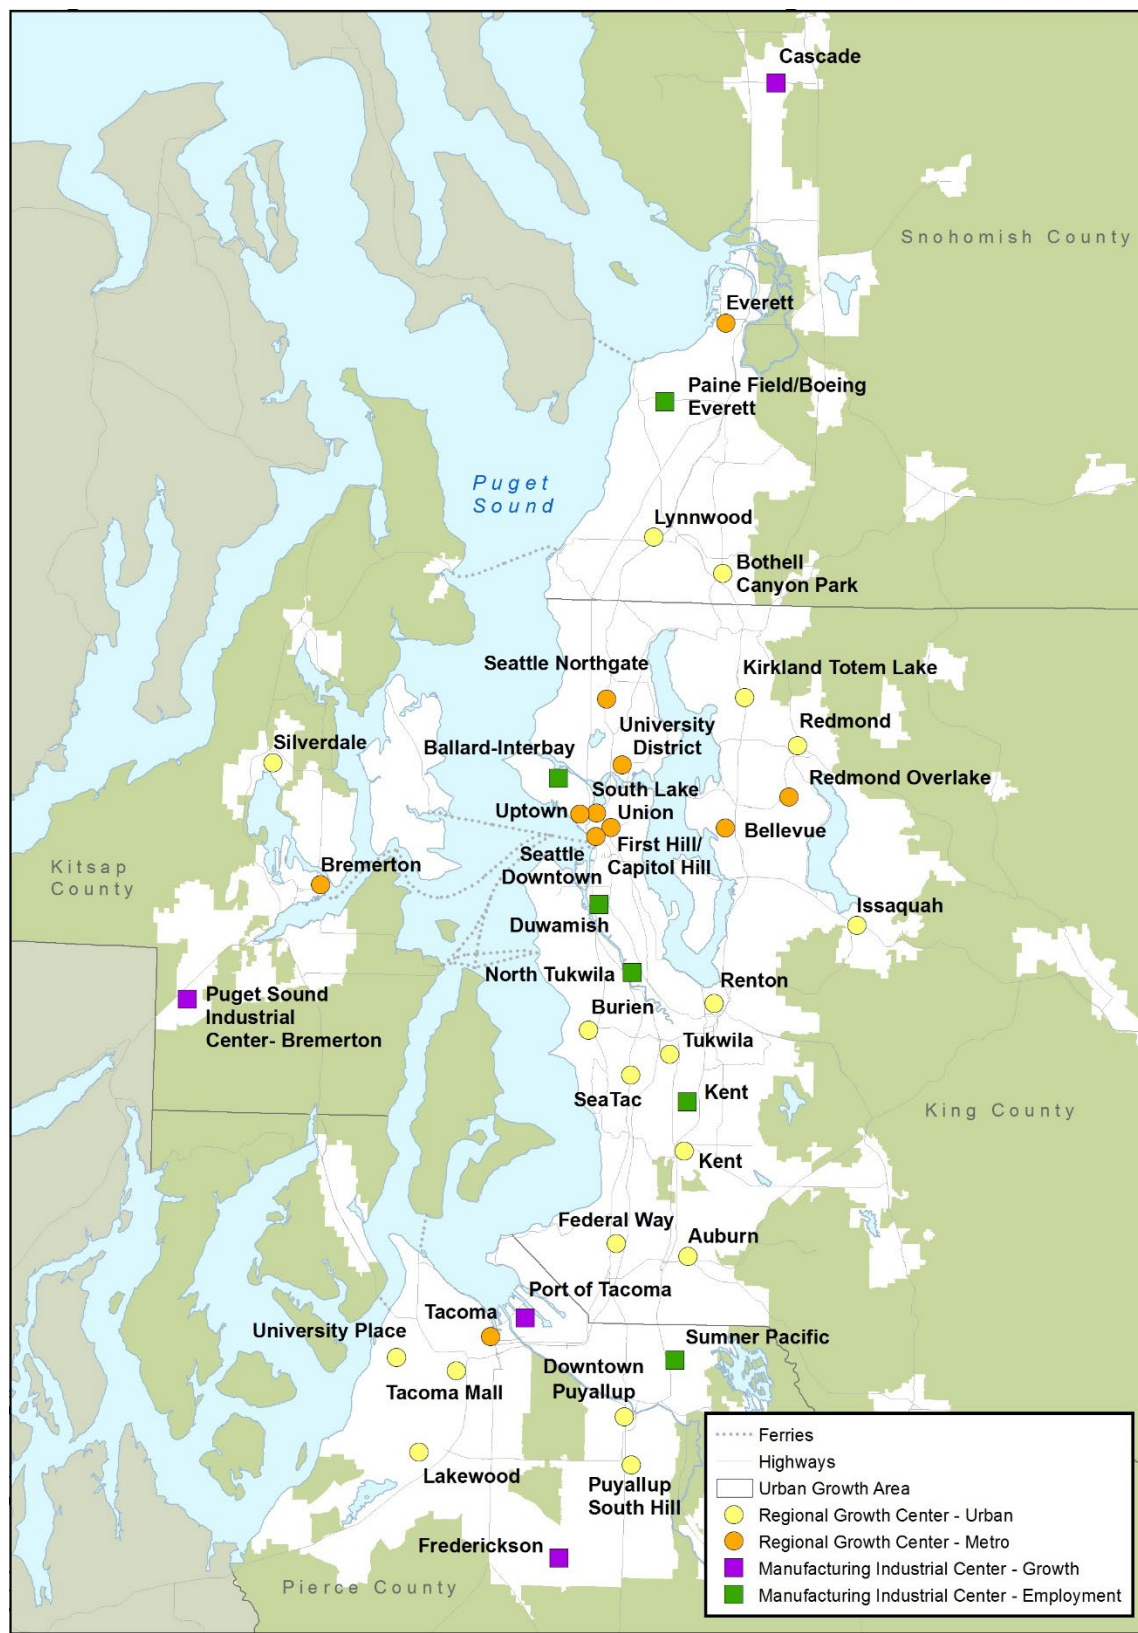 Cascade
Snohomish County
Everett
Paine Field/Boeing
Everett
Puget
Sound
Lynnwood
Bothell
Canyon Park
Seattle Northgate
Kirkland Totem Lake
University
District
Redmond
Silverdale
Ballard-Interbay
Redmond Overlake
South Lake
Union
Uptown
Bellevue
First Hill/
Capitol Hill
Seattle
Downtown
Kitsap
County
Bremerton
Issaquah
Duwamish
North Tukwila
Renton
Puget Sound
Industrial
Center- Bremerton
Burien
Tukwila
SeaTac
Kent
King County
Kent
Federal Way
Auburn
Port of Tacoma
Tacoma
University Place
Sumner Pacific
Downtown
Puyallup
Tacoma Mall
Lakewood
Puyallup
South Hill
Frederickson
Pierce County
Ferries
Highways
Urban Growth Area
Regional Growth Center - Urban
Regional Growth Center - Metro
Manufacturing Industrial Center - Growth
Manufacturing Industrial Center - Employment